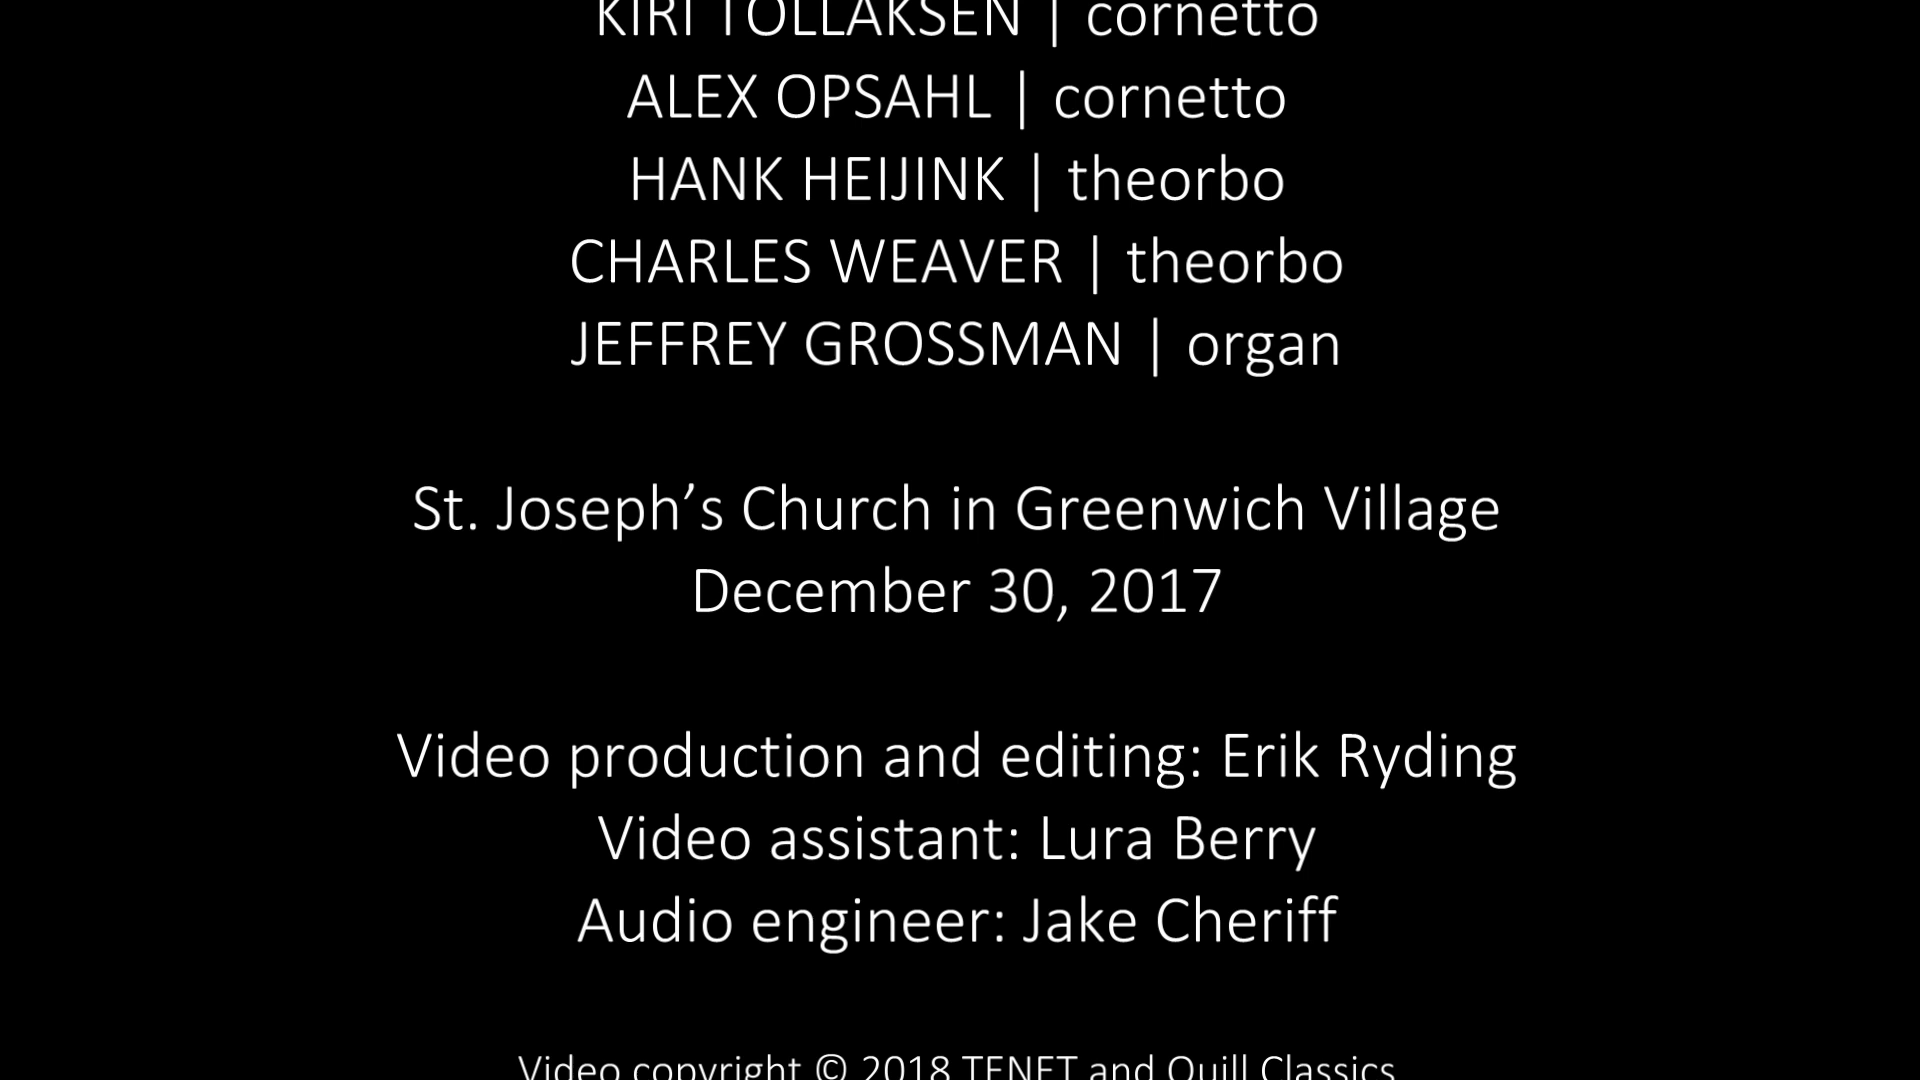 KIRI TOLLAKSEN | cornetto
ALEX OPSAHL | cornetto
HANK HEIJINK | theorbo
CHARLES WEAVER | theorbo
JEFFREY GROSSMAN | organ
St. Joseph’s Church in Greenwich Village
December 30, 2017
Video production and editing: Erik Ryding
Video assistant: Lura Berry
Audio engineer: Jake Cheriff
Video copyright © 2018 TENET and Quill Classics